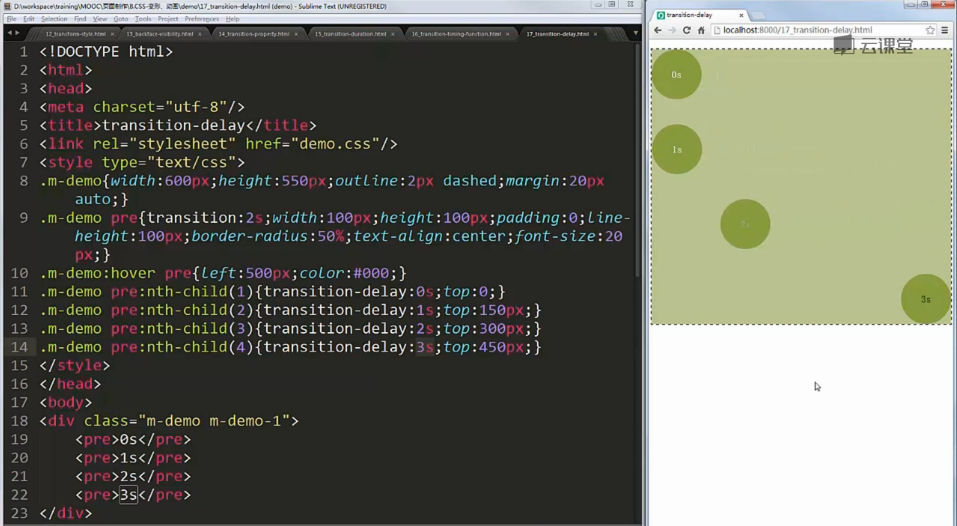 D:\workspace\training\MOOC\页面制作\8.CSS-变形、动画\demo\17_transition-delay.html (demo) - Sublime Text (UNREGISTERED)
File Edit Selection Find View Goto Tools Project Preferences Help
12_transform-style.html 13_backface-visibility.html 14_transition-property.html 15_transition-duration.html 16_transition-timing-function.html 17_transition-delay.html
1 <!DOCTYPE html>
2 <html>
3 <head>
4 <meta charset="utf-8"/>
5 <title>transition-delay</title>
6 <link rel="stylesheet" href="demo.css"/>
7 <style type="text/css">
8 .m-demo{width:600px;height:550px;outline:2px dashed;margin:20px
auto;}
9 .m-demo pre{transition:2s;width:100px;height:100px;padding:0;line-
height:100px;border-radius:50%;text-align:center;font-size:20
px;}
10 .m-demo:hover pre{left:500px;color:#000;}
11 .m-demo pre:nth-child(1){transition-delay:0s;top:0;}
12 .m-demo pre:nth-child(2){transition-delay:1s;top:150px;}
13 .m-demo pre:nth-child(3){transition-delay:2s;top:300px;}
14 .m-demo pre:nth-child(4){transition-delay:3s;top:450px;}
15 </style>
16 </head>
17 <body>
18 <div class="m-demo m-demo-1">
19 <pre>0s</pre>
20 <pre>1s</pre>
21 <pre>2s</pre>
22 <pre>3s</pre>
23 </div>
transition-delay
localhost:8000/17_transition-delay.html
云课堂
0s
1s
2s
3s